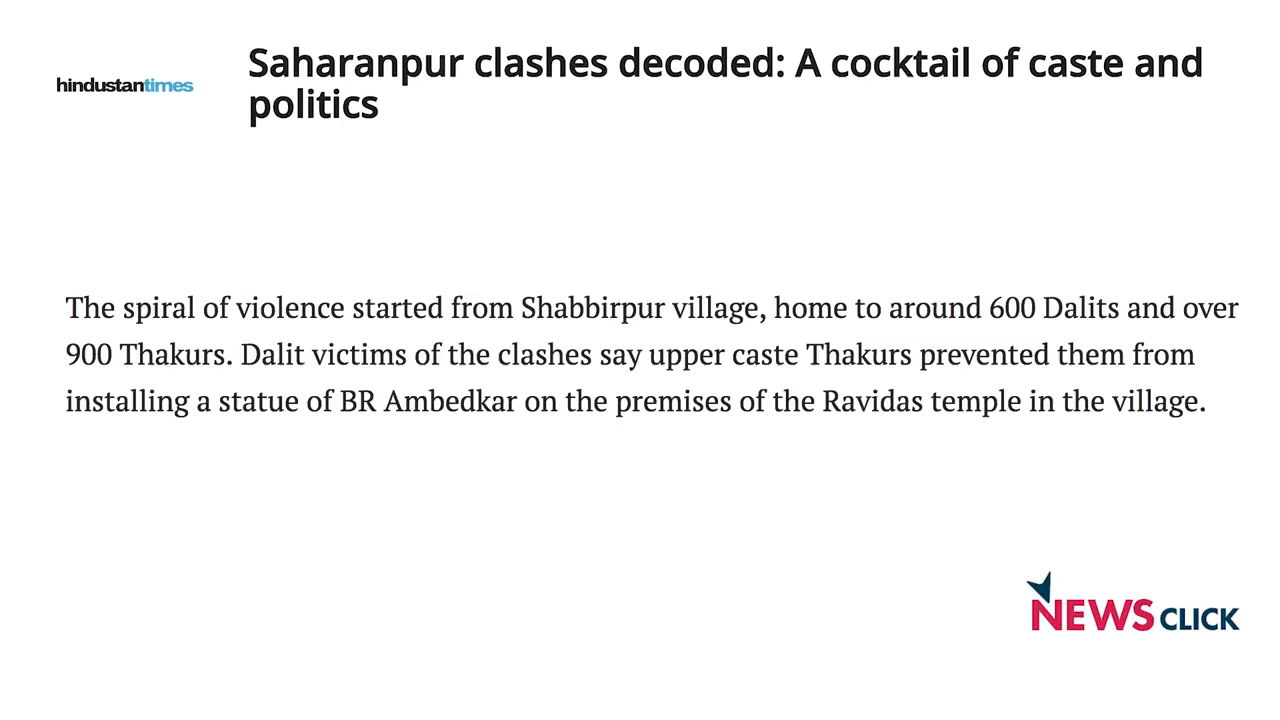 hindustantimes
Saharanpur clashes decoded: A cocktail of caste and
politics
The spiral of violence started from Shabbirpur village, home to around 600 Dalits and over
900 Thakurs. Dalit victims of the clashes say upper caste Thakurs prevented them from
installing a statue of BR Ambedkar on the premises of the Ravidas temple in the village.
NEWSCLICK